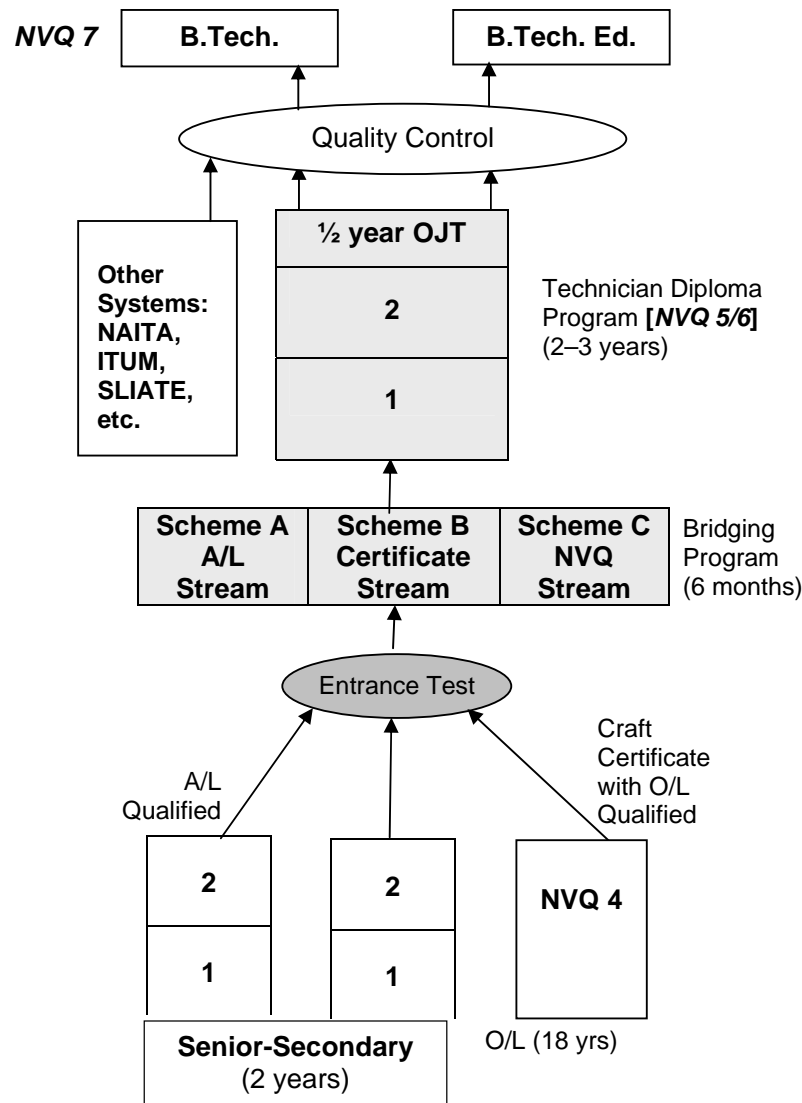 NVQ 7
B.Tech.
B.Tech. Ed.
Quality Control
Other
Systems:
NAITA,
ITUM,
SLIATE,
etc.
½ year OJT
2
1
Technician Diploma
Program [NVQ 5/6]
(2–3 years)
Scheme A
A/L
Stream
Scheme B
Certificate
Stream
Scheme C
NVQ
Stream
Bridging
Program
(6 months)
Entrance Test
A/L
Qualified
Craft
Certificate
with O/L
Qualified
2
1
2
1
NVQ 4
Senior-Secondary
(2 years)
O/L (18 yrs)